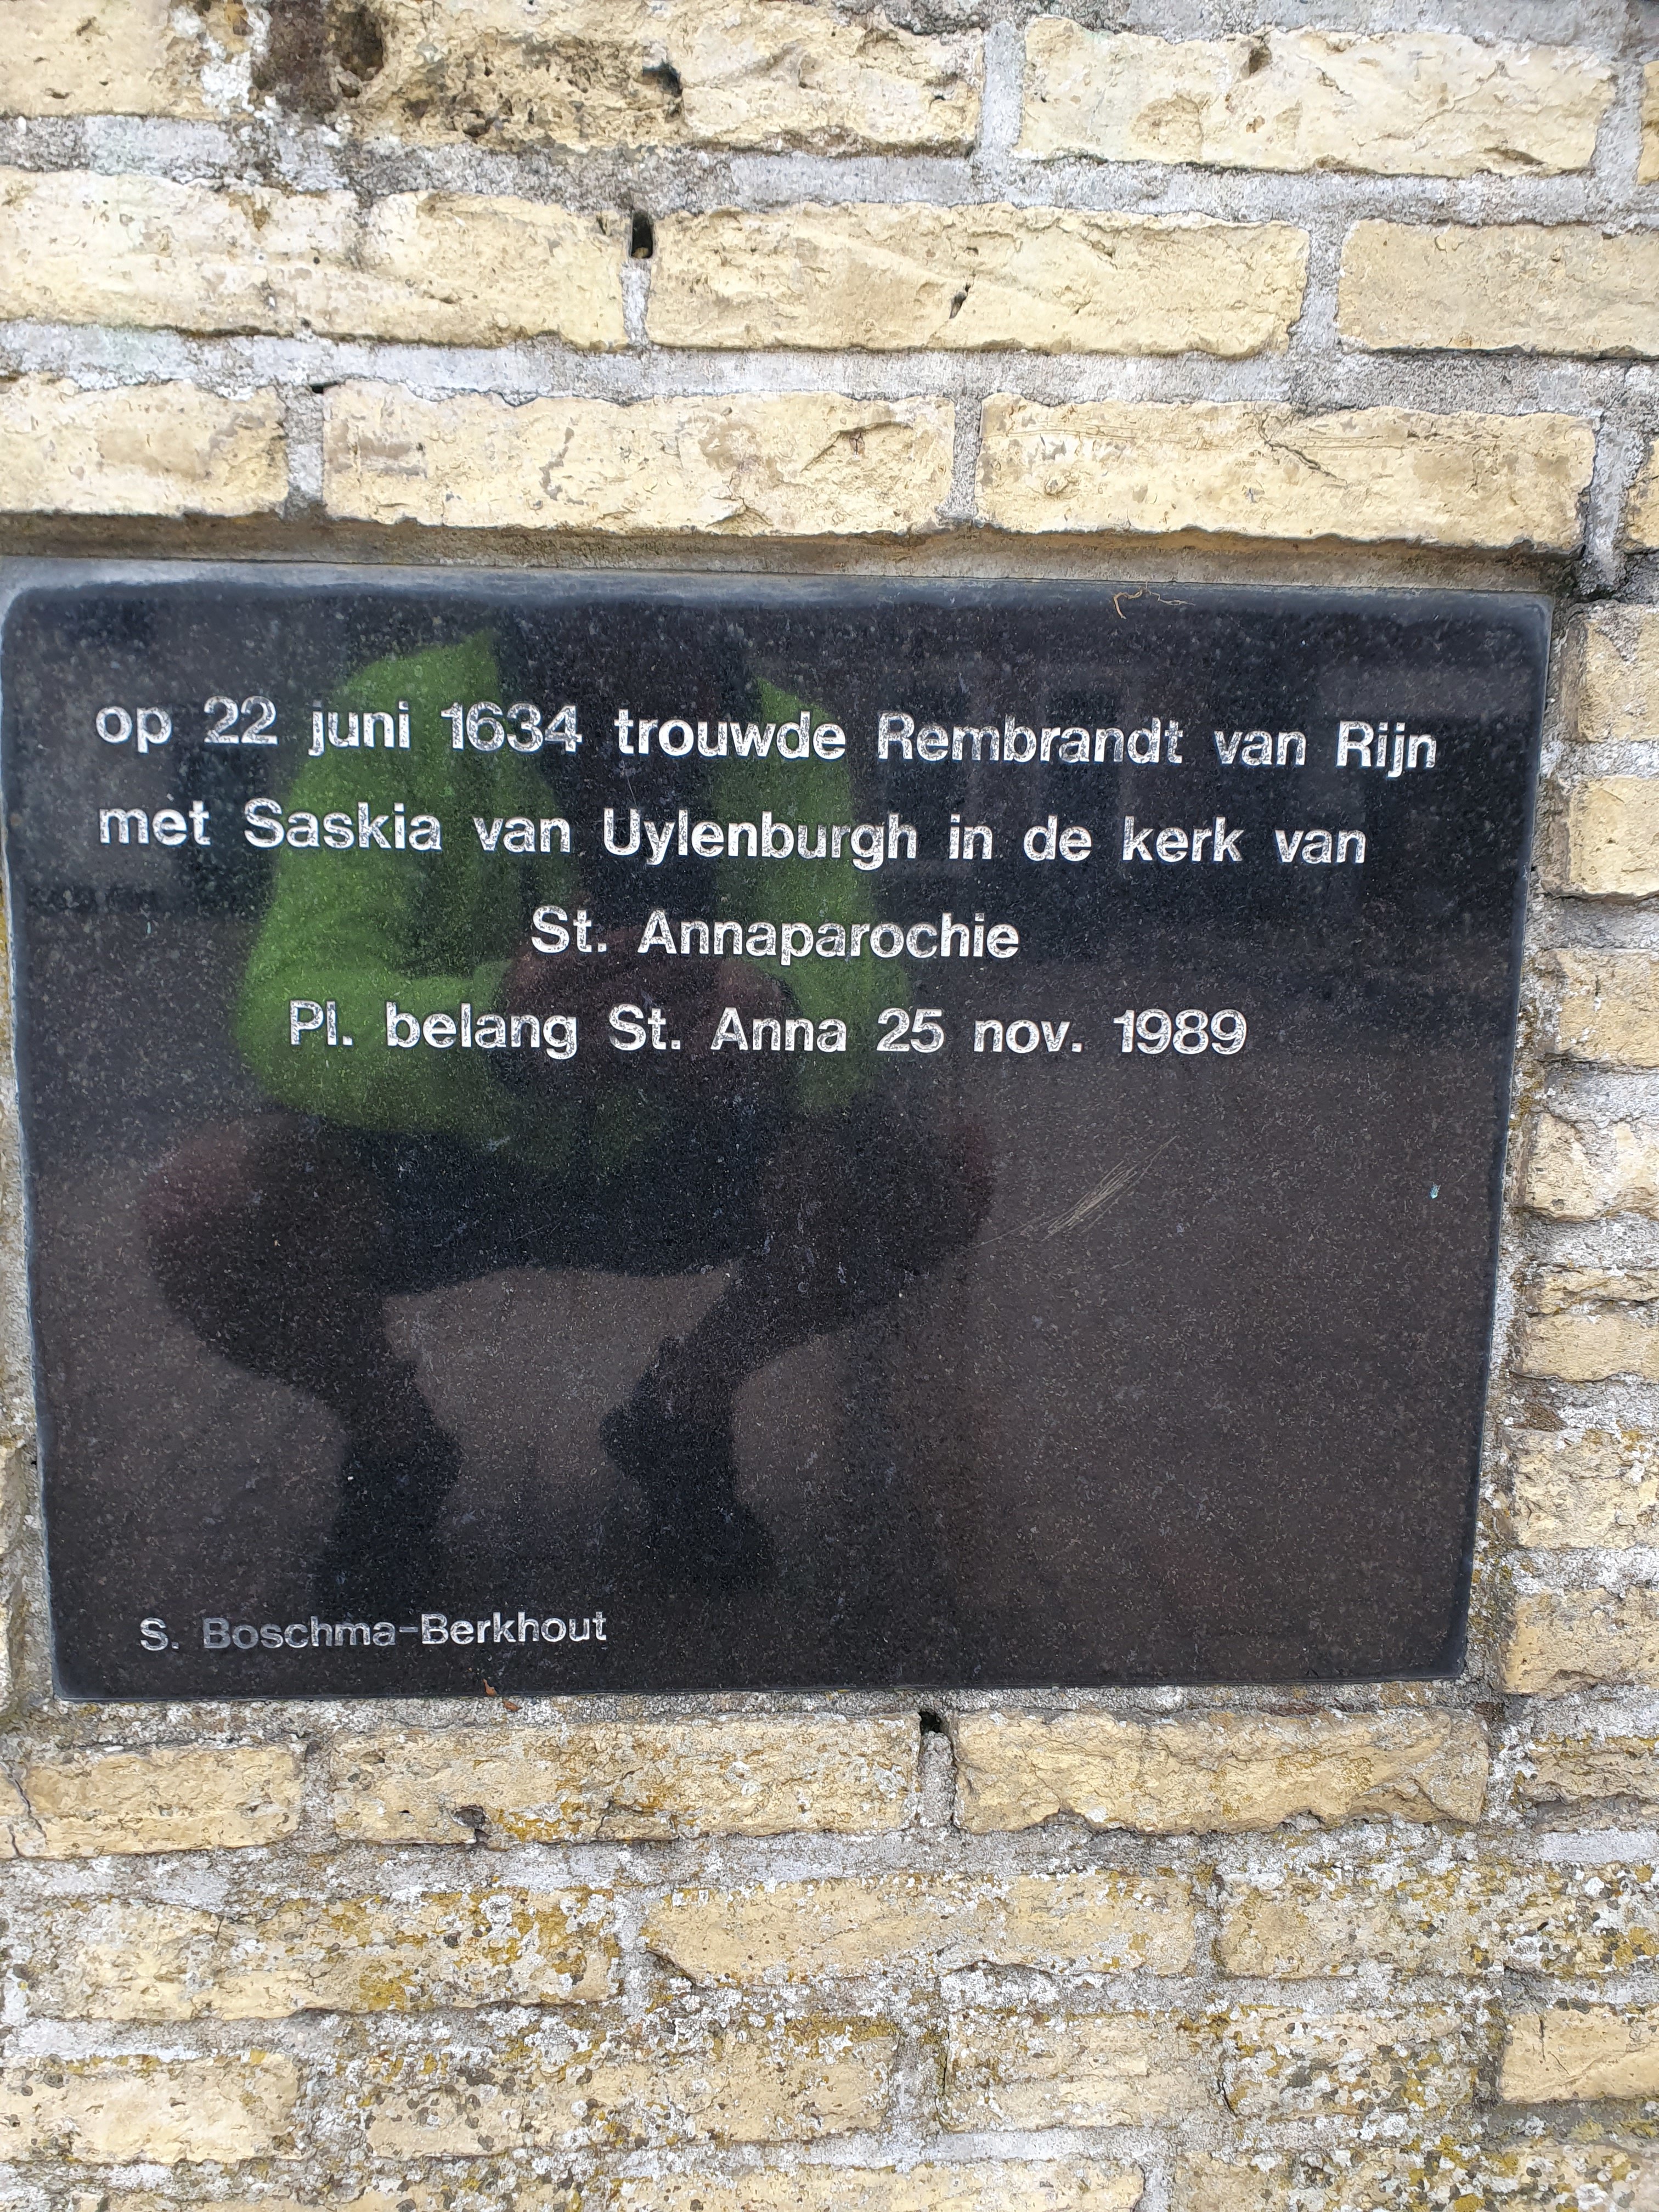 op 22 juni 1634 trouwde Rembrandt van Rijn
met Saskia van Uylenburgh in de kerk van
St. Annaparochie
Pl. belang St. Anna 25 nov. 1989
S. Boschma-Berkhout